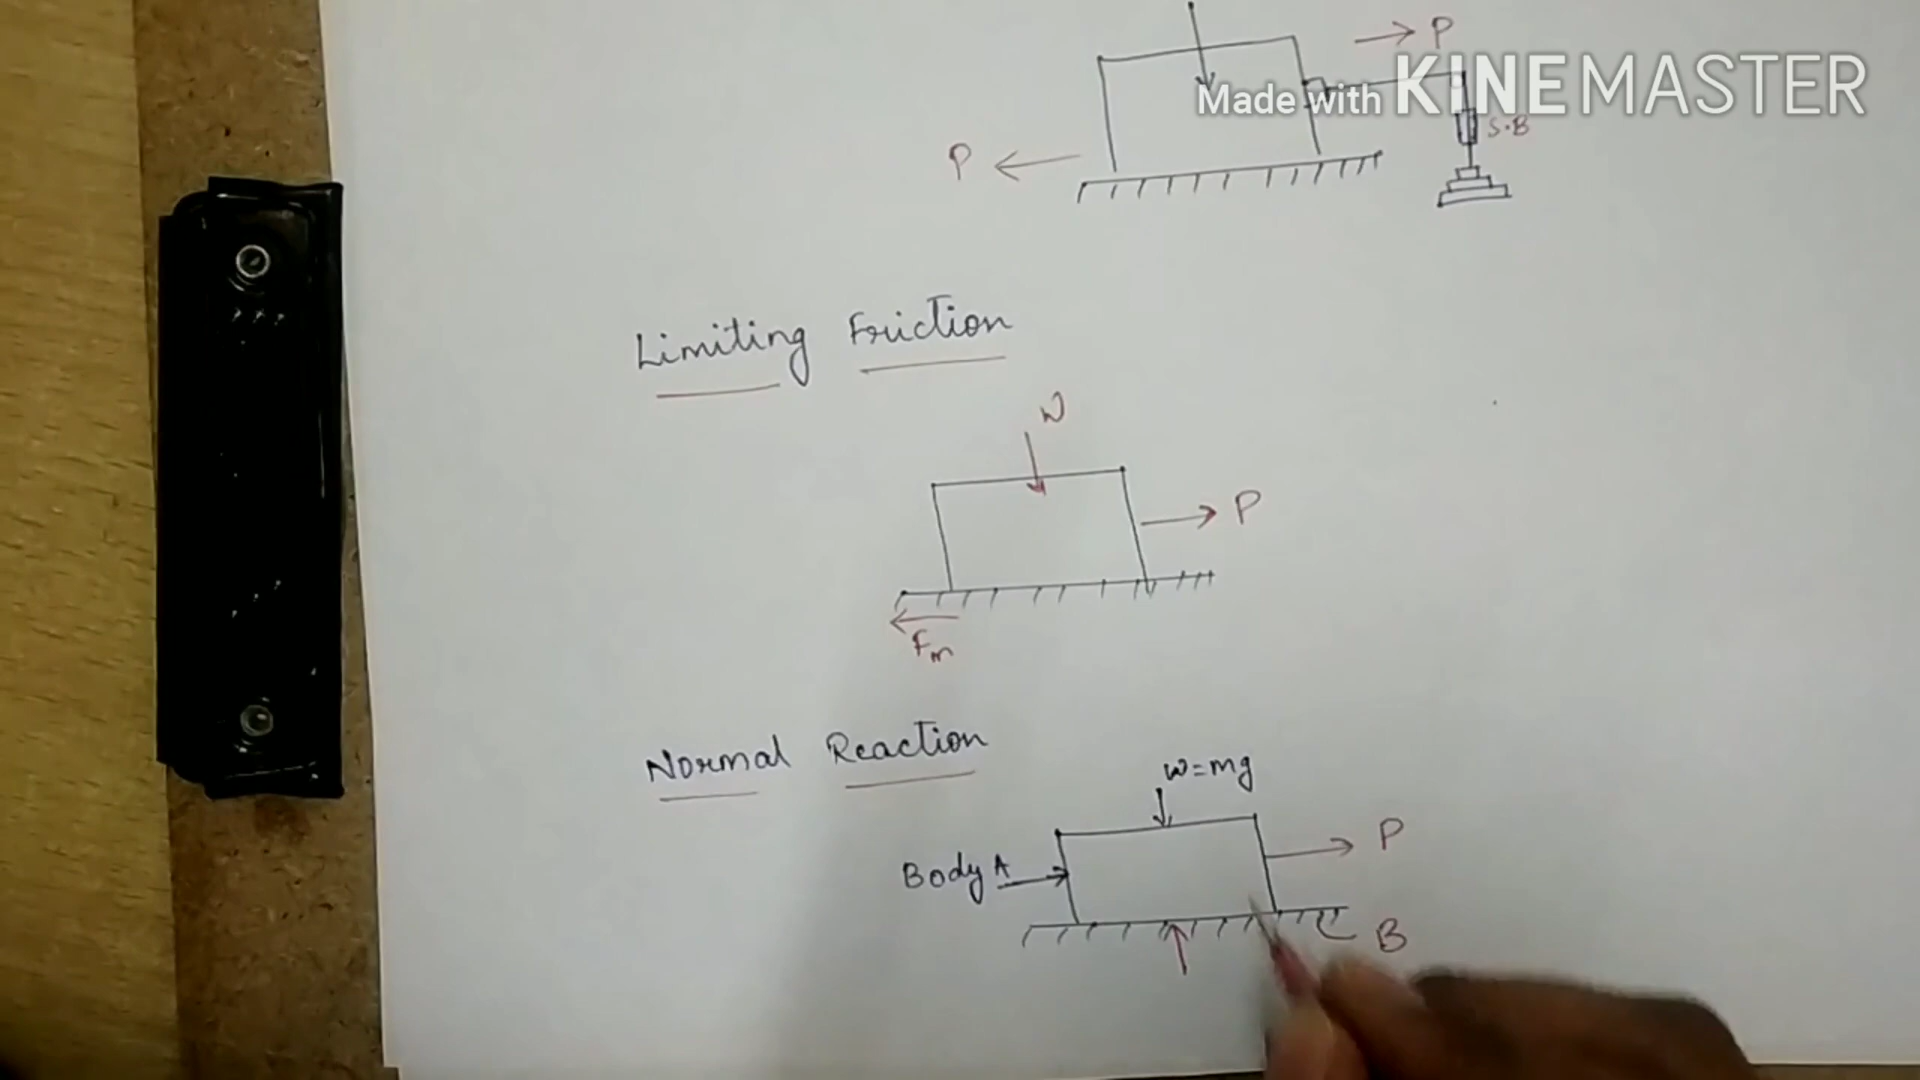 P
Made with KINEMASTER
S.B
P
Limiting Friction
W
P
Fm
Normal Reaction
W=mg
P
Body A
B